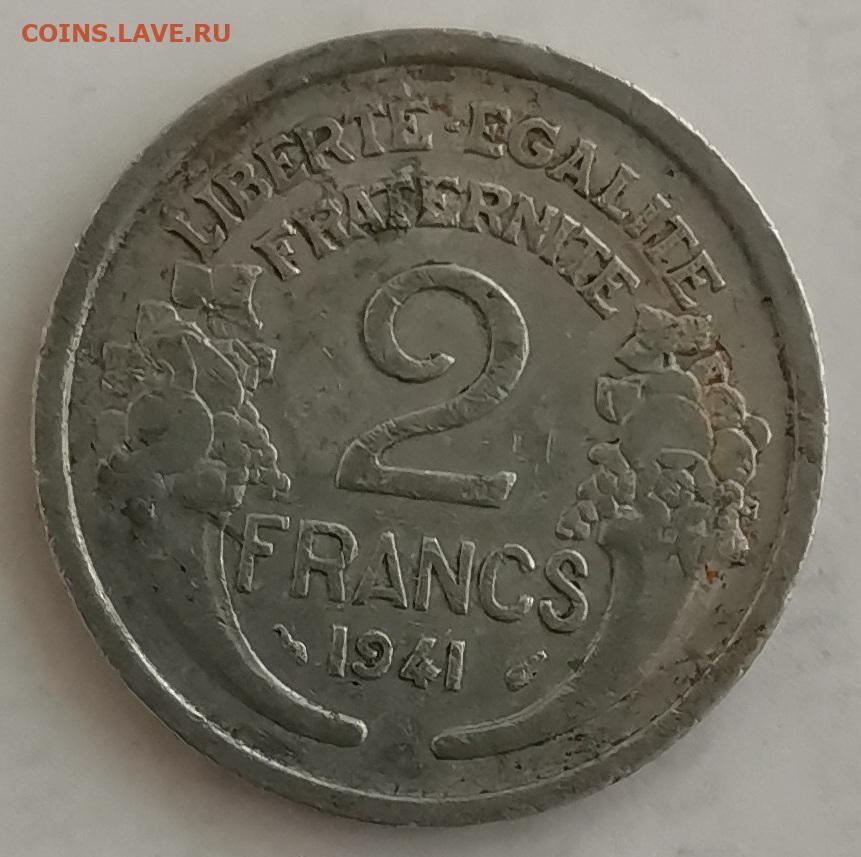 COINS.LAVE.RU
LIBERTE · EGALITE
FRATERNITE
2
FRANCS
1941